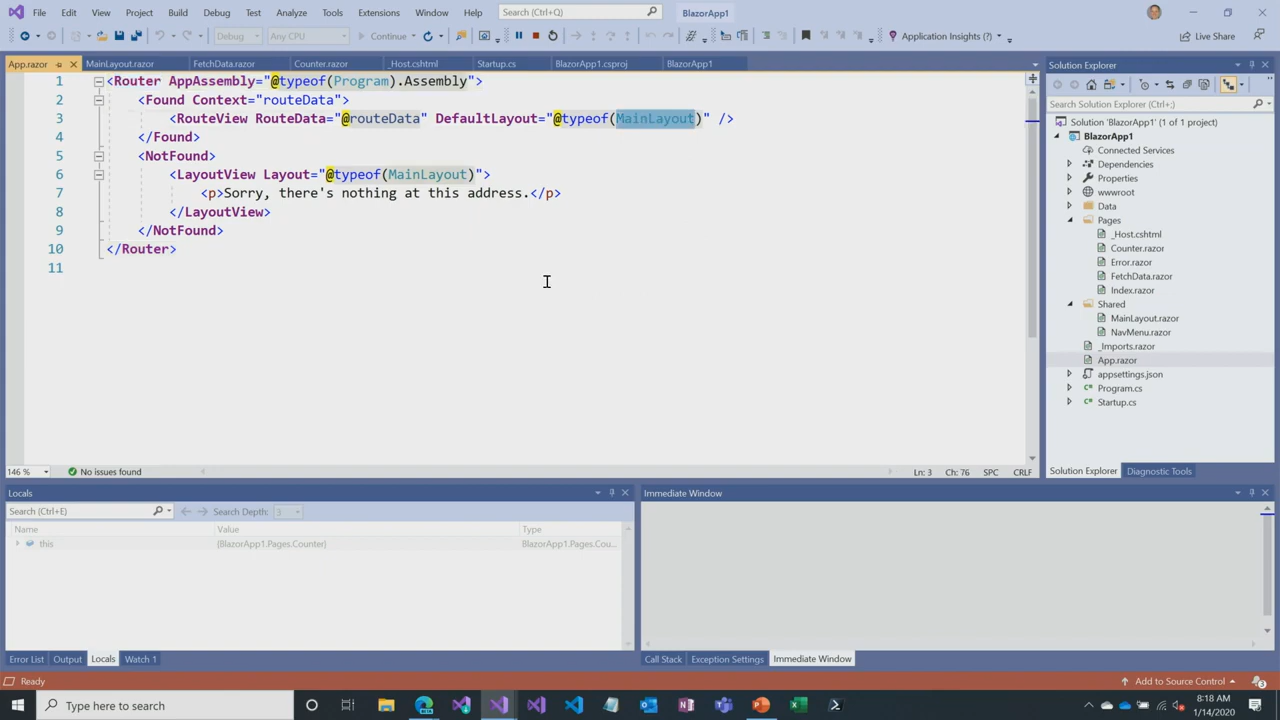 File Edit View Project Build Debug Test Analyze Tools Extensions Window Help Search (Ctrl+Q) BlazorApp1
Debug Any CPU Continue Application Insights Live Share
App.razor MainLayout.razor FetchData.razor Counter.razor _Host.cshtml Startup.cs BlazorApp1.csproj BlazorApp1
1 <Router AppAssembly="@typeof(Program).Assembly">
2 <Found Context="routeData">
3 <RouteView RouteData="@routeData" DefaultLayout="@typeof(MainLayout)" />
4 </Found>
5 <NotFound>
6 <LayoutView Layout="@typeof(MainLayout)">
7 <p>Sorry, there's nothing at this address.</p>
8 </LayoutView>
9 </NotFound>
10 </Router>
11
146 % No issues found Ln: 3 Ch: 76 SPC CRLF
Solution Explorer
Search Solution Explorer (Ctrl+;)
Solution 'BlazorApp1' (1 of 1 project)
BlazorApp1
Connected Services
Dependencies
Properties
wwwroot
Data
Pages
_Host.cshtml
Counter.razor
Error.razor
FetchData.razor
Index.razor
Shared
MainLayout.razor
NavMenu.razor
_Imports.razor
App.razor
appsettings.json
Program.cs
Startup.cs
Solution Explorer Diagnostic Tools
Locals
Search (Ctrl+E) Search Depth: 3
Name Value Type
this {BlazorApp1.Pages.Counter} BlazorApp1.Pages.Cou...
Error List Output Locals Watch 1
Immediate Window
Call Stack Exception Settings Immediate Window
Ready Add to Source Control 3
Type here to search
8:18 AM
1/14/2020